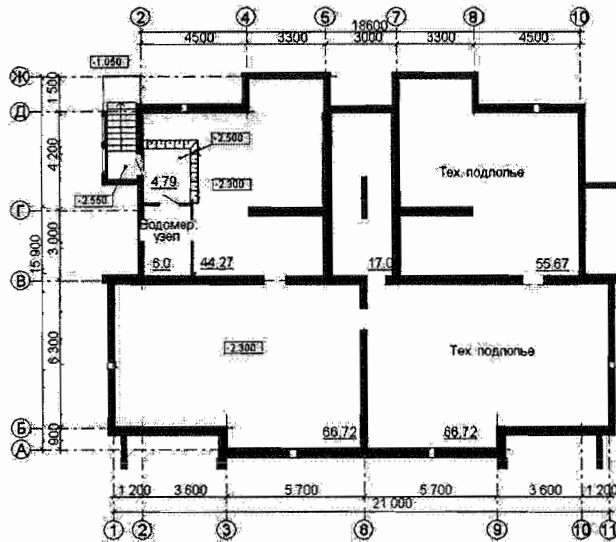 2 4 5 7 8 10
18600
4500 3300 3000 3300 4500
-1.050
Ж
1 500
Д
-2.500
4 200
4.79
-2.300
Тех. подполье
-2.550
Г
Водомер.
узел
3 000
15 900
6.0 44.27 17.0 55.67
В
6 300
-2.300
Тех. подполье
Б
66.72 66.72
900
А
1 200 3 600 5 700 5 700 3 600 1 200
21 000
1 2 3 8 9 10 11